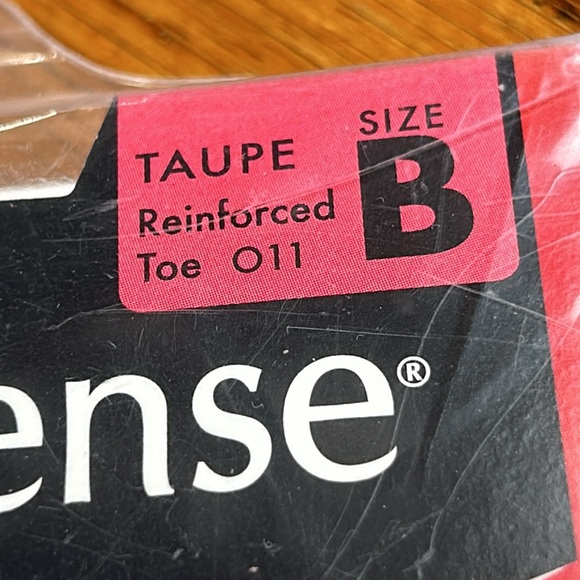 TAUPE
Reinforced
Toe 011
SIZE
B
ense®